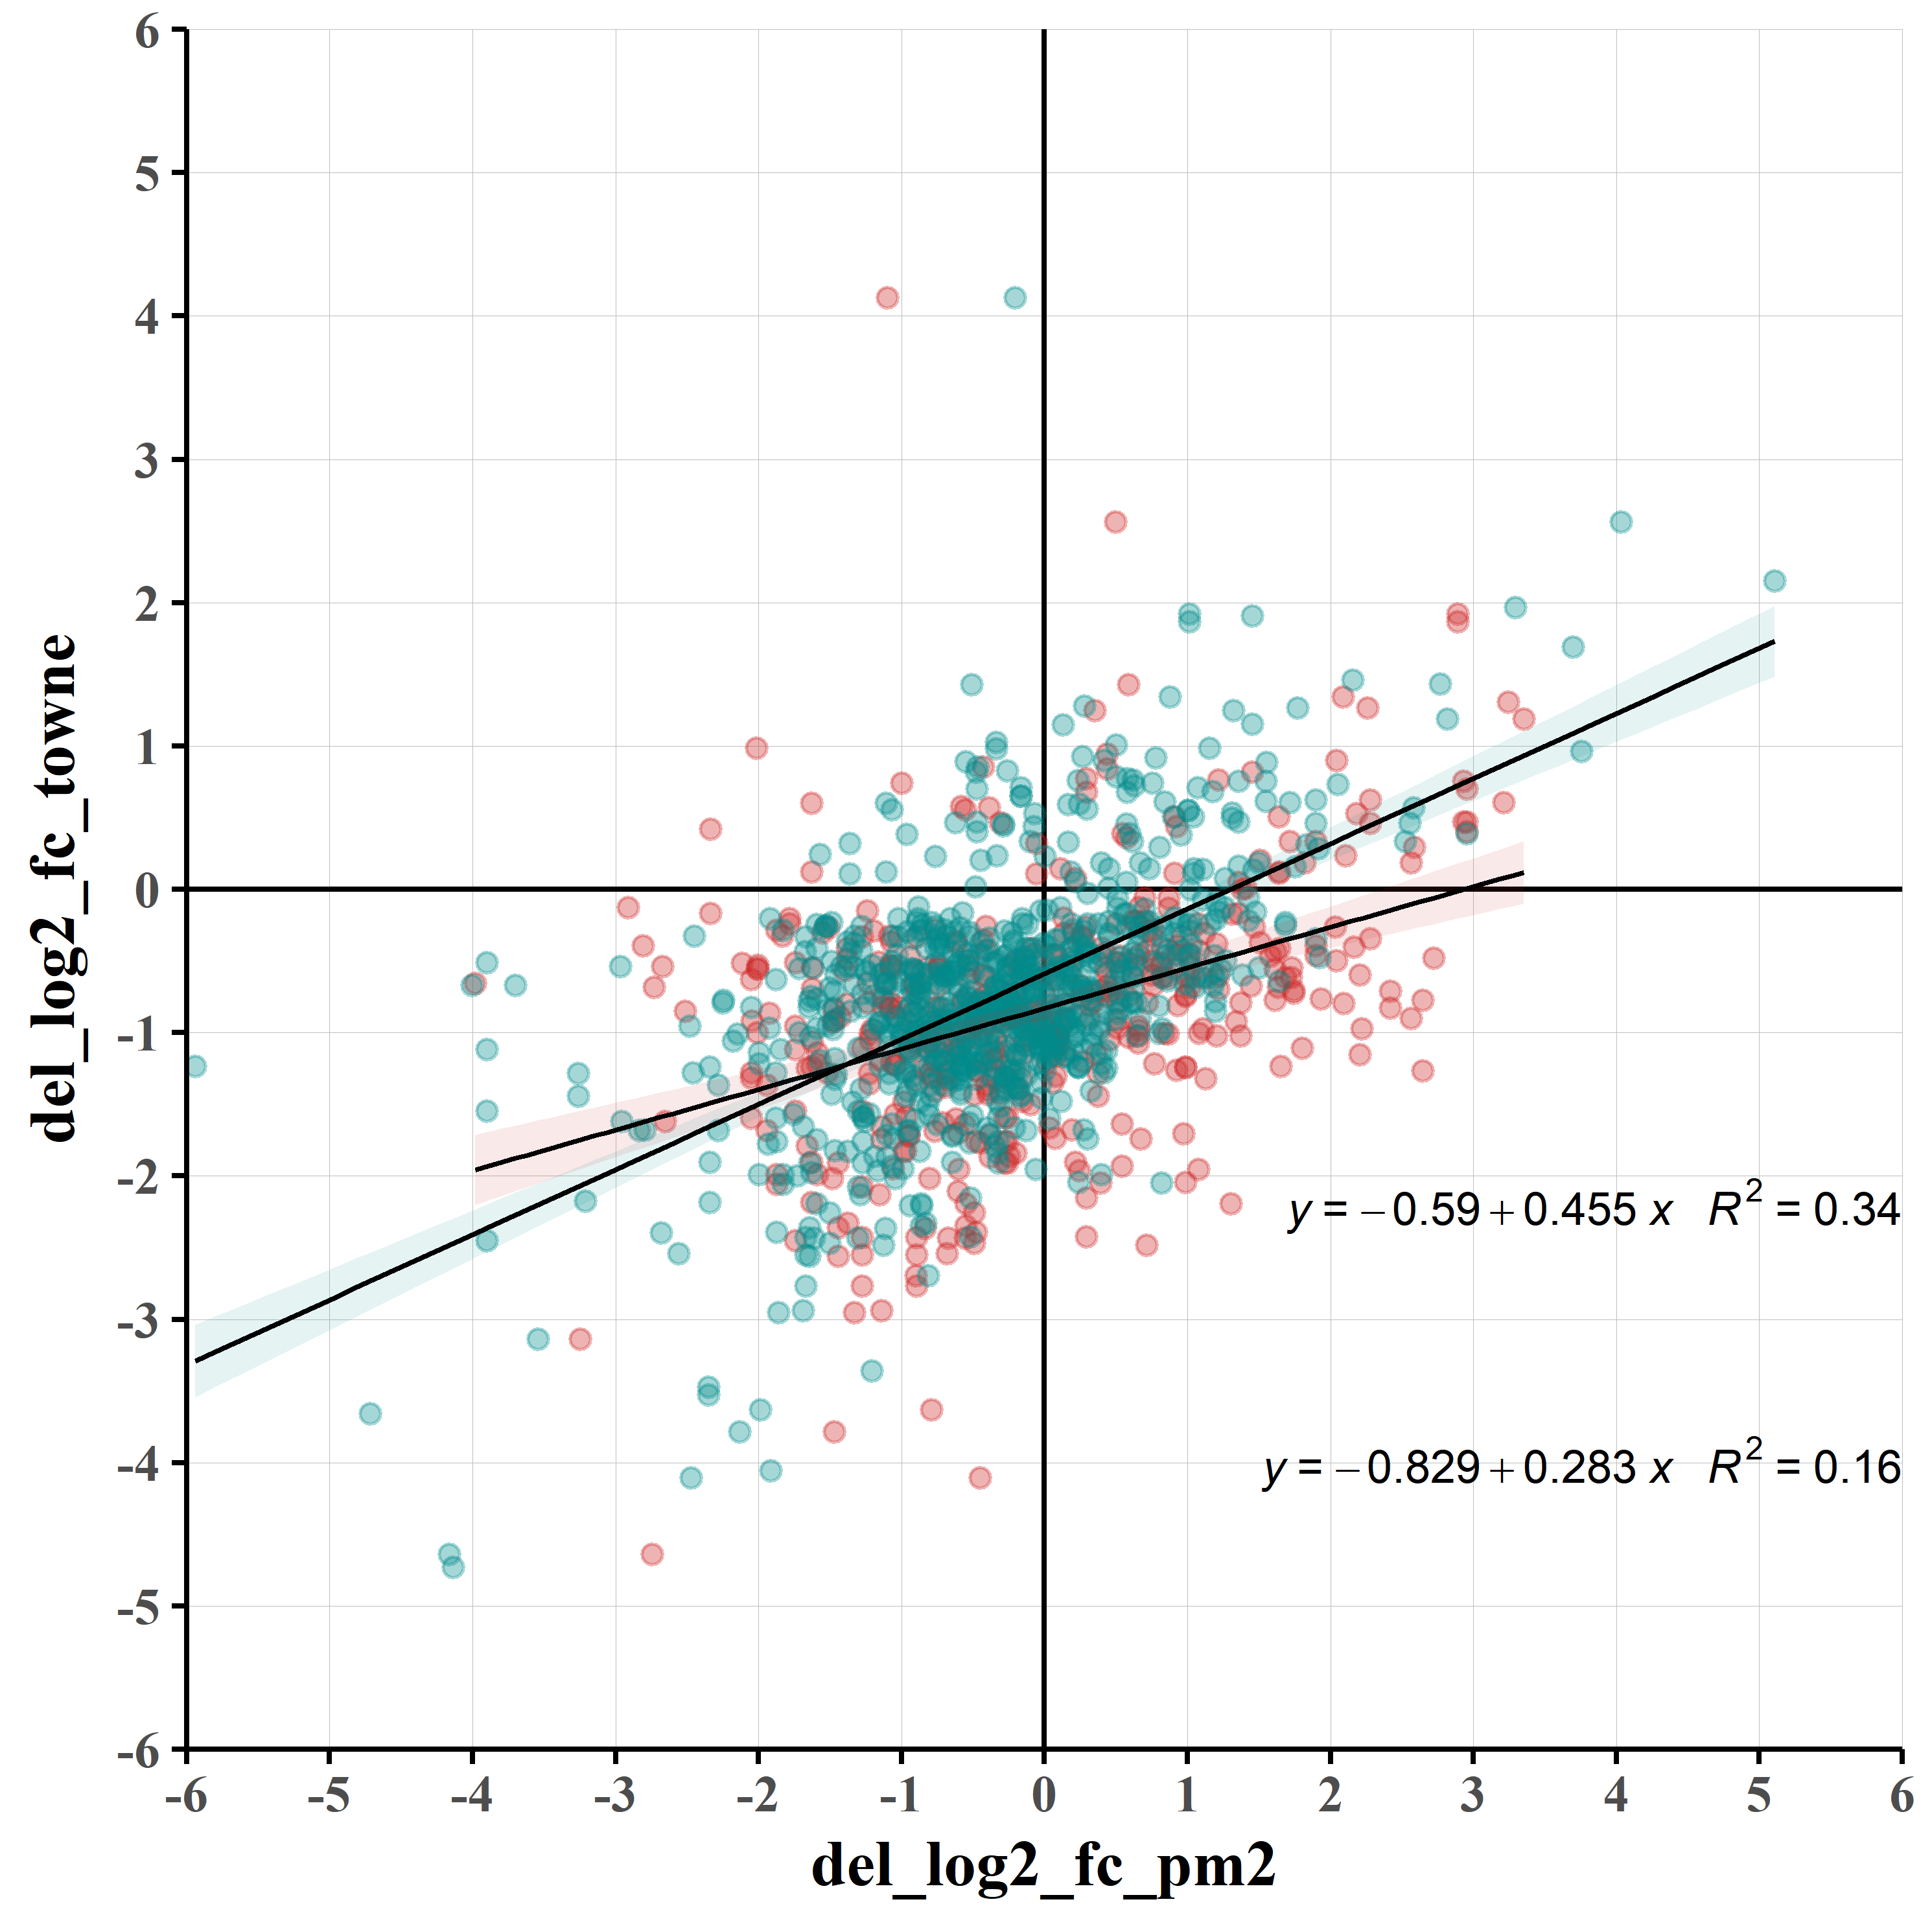 6
5
4
3
2
1
0
-1
-2
-3
-4
-5
-6
del_log2_fc_towne
y = −0.59 + 0.455 x R² = 0.34
y = −0.829 + 0.283 x R² = 0.16
-6 -5 -4 -3 -2 -1 0 1 2 3 4 5 6
del_log2_fc_pm2